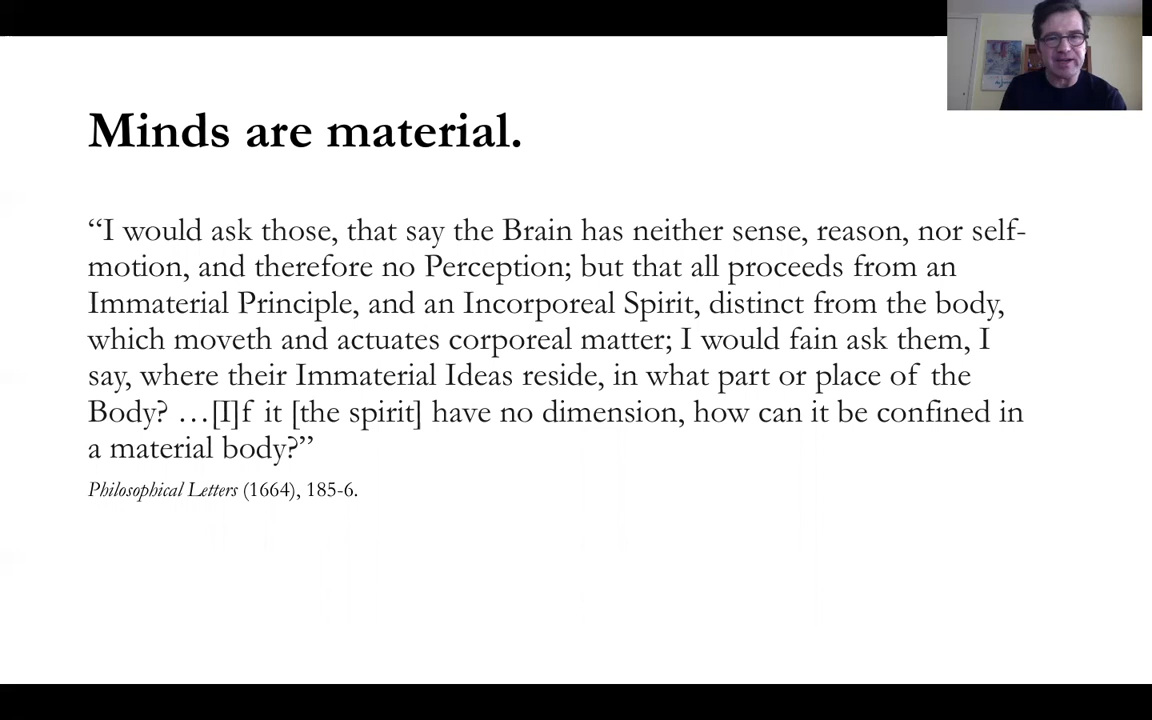 Minds are material.
“I would ask those, that say the Brain has neither sense, reason, nor self-
motion, and therefore no Perception; but that all proceeds from an
Immaterial Principle, and an Incorporeal Spirit, distinct from the body,
which moveth and actuates corporeal matter; I would fain ask them, I
say, where their Immaterial Ideas reside, in what part or place of the
Body? …[I]f it [the spirit] have no dimension, how can it be confined in
a material body?”
Philosophical Letters (1664), 185-6.